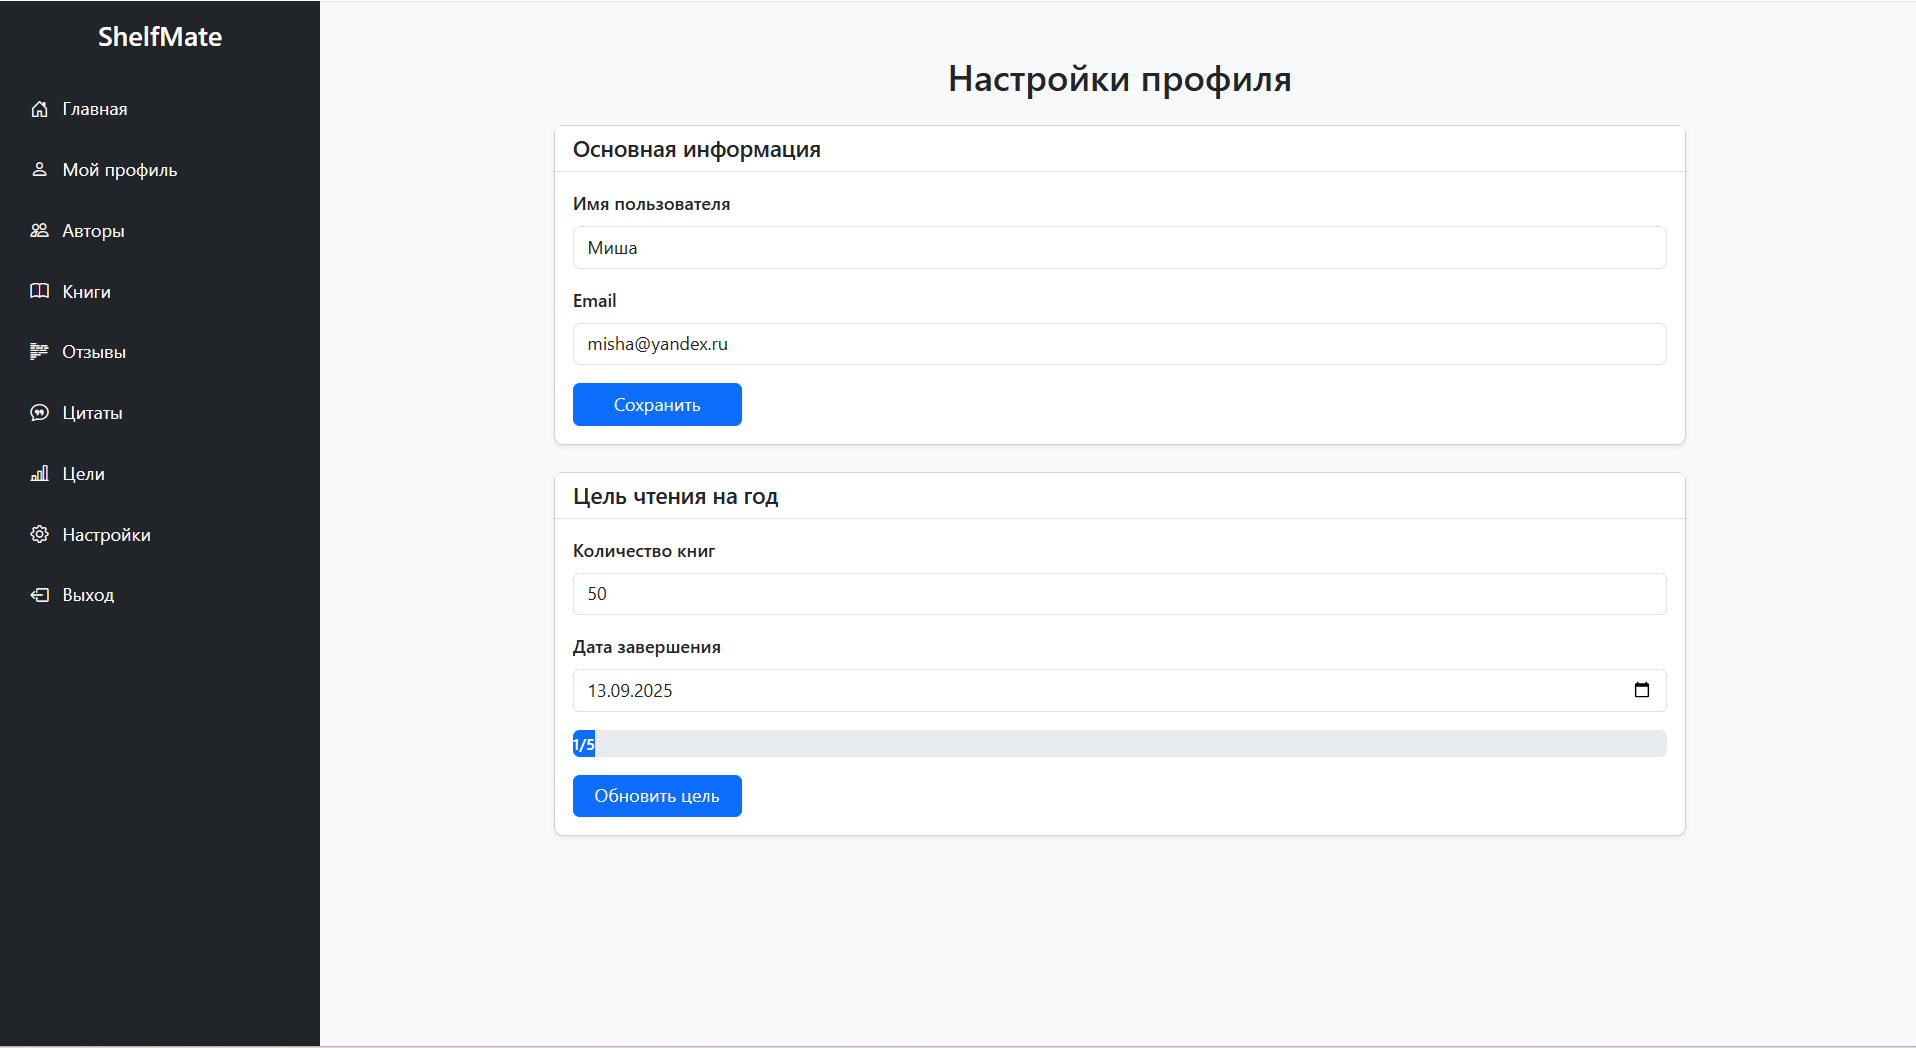 ShelfMate
Главная
Мой профиль
Авторы
Книги
Отзывы
Цитаты
Цели
Настройки
Выход
Настройки профиля
Основная информация
Имя пользователя
Миша
Email
misha@yandex.ru
Сохранить
Цель чтения на год
Количество книг
50
Дата завершения
13.09.2025
1/5
Обновить цель